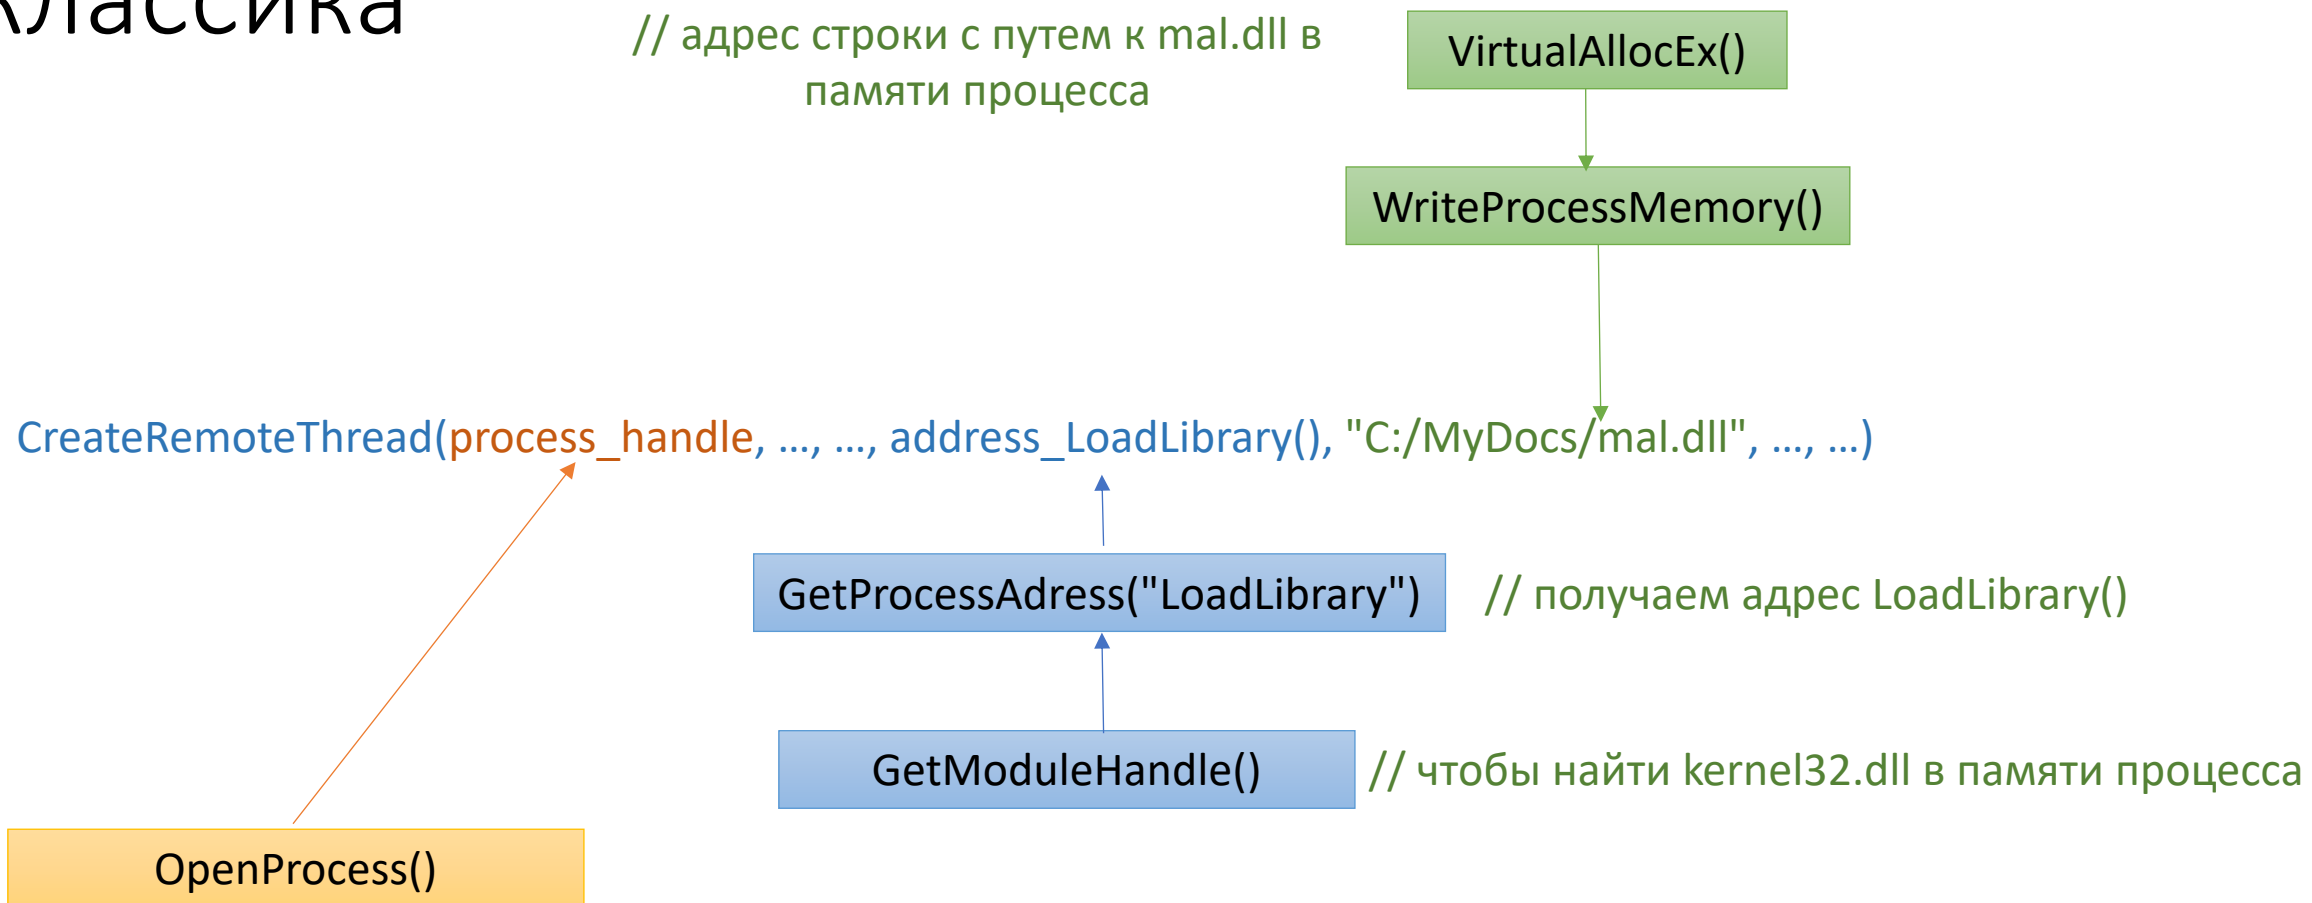 Классика
// адрес строки с путем к mal.dll в
памяти процесса
VirtualAllocEx()
WriteProcessMemory()
CreateRemoteThread(process_handle, …, …, address_LoadLibrary(), "C:/MyDocs/mal.dll", …, …)
GetProcessAdress("LoadLibrary")
// получаем адрес LoadLibrary()
GetModuleHandle()
// чтобы найти kernel32.dll в памяти процесса
OpenProcess()